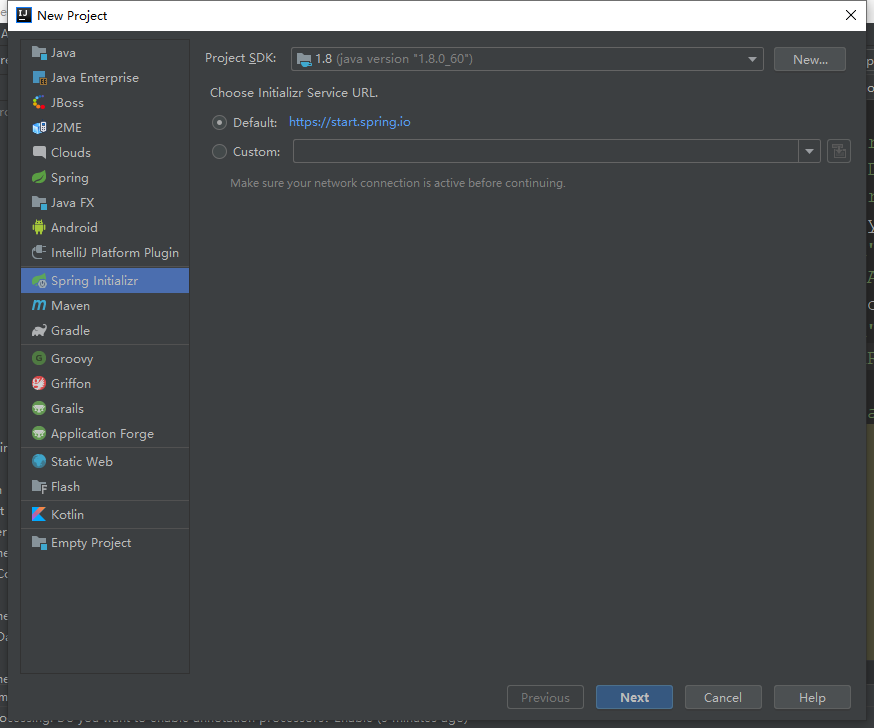 New Project
Java
Java Enterprise
JBoss
J2ME
Clouds
Spring
Java FX
Android
IntelliJ Platform Plugin
Spring Initializr
Maven
Gradle
Groovy
Griffon
Grails
Application Forge
Static Web
Flash
Kotlin
Empty Project
Project SDK: 1.8 (java version "1.8.0_60") New...
Choose Initializr Service URL.
Default: https://start.spring.io
Custom:
Make sure your network connection is active before continuing.
Previous Next Cancel Help